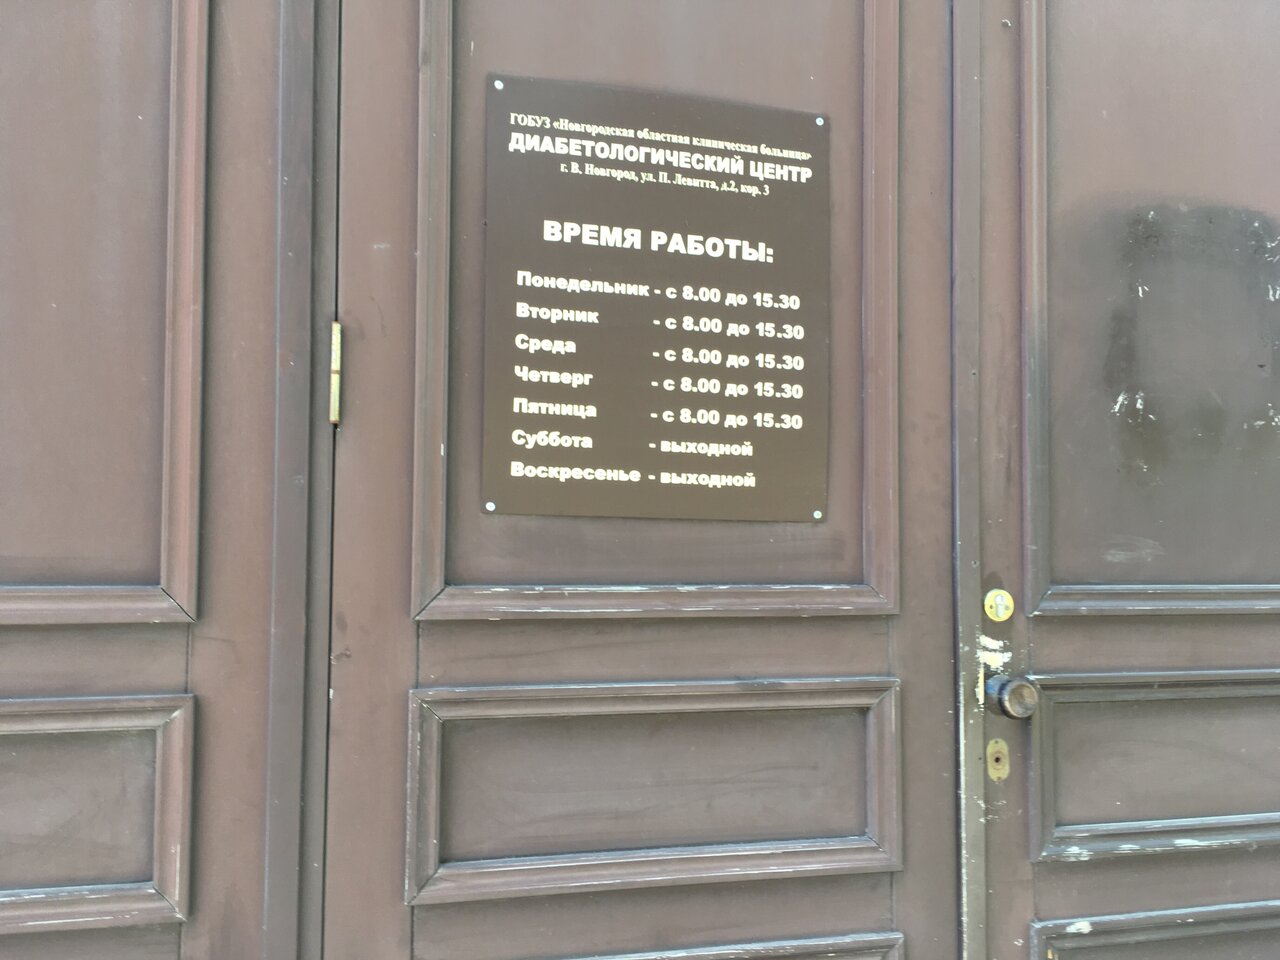 ГОБУЗ «Новгородская областная клиническая больница»
ДИАБЕТОЛОГИЧЕСКИЙ ЦЕНТР
г. В. Новгород, ул. П. Левитта, д.2, кор. 3
ВРЕМЯ РАБОТЫ:
Понедельник - с 8.00 до 15.30
Вторник - с 8.00 до 15.30
Среда - с 8.00 до 15.30
Четверг - с 8.00 до 15.30
Пятница - с 8.00 до 15.30
Суббота - выходной
Воскресенье - выходной